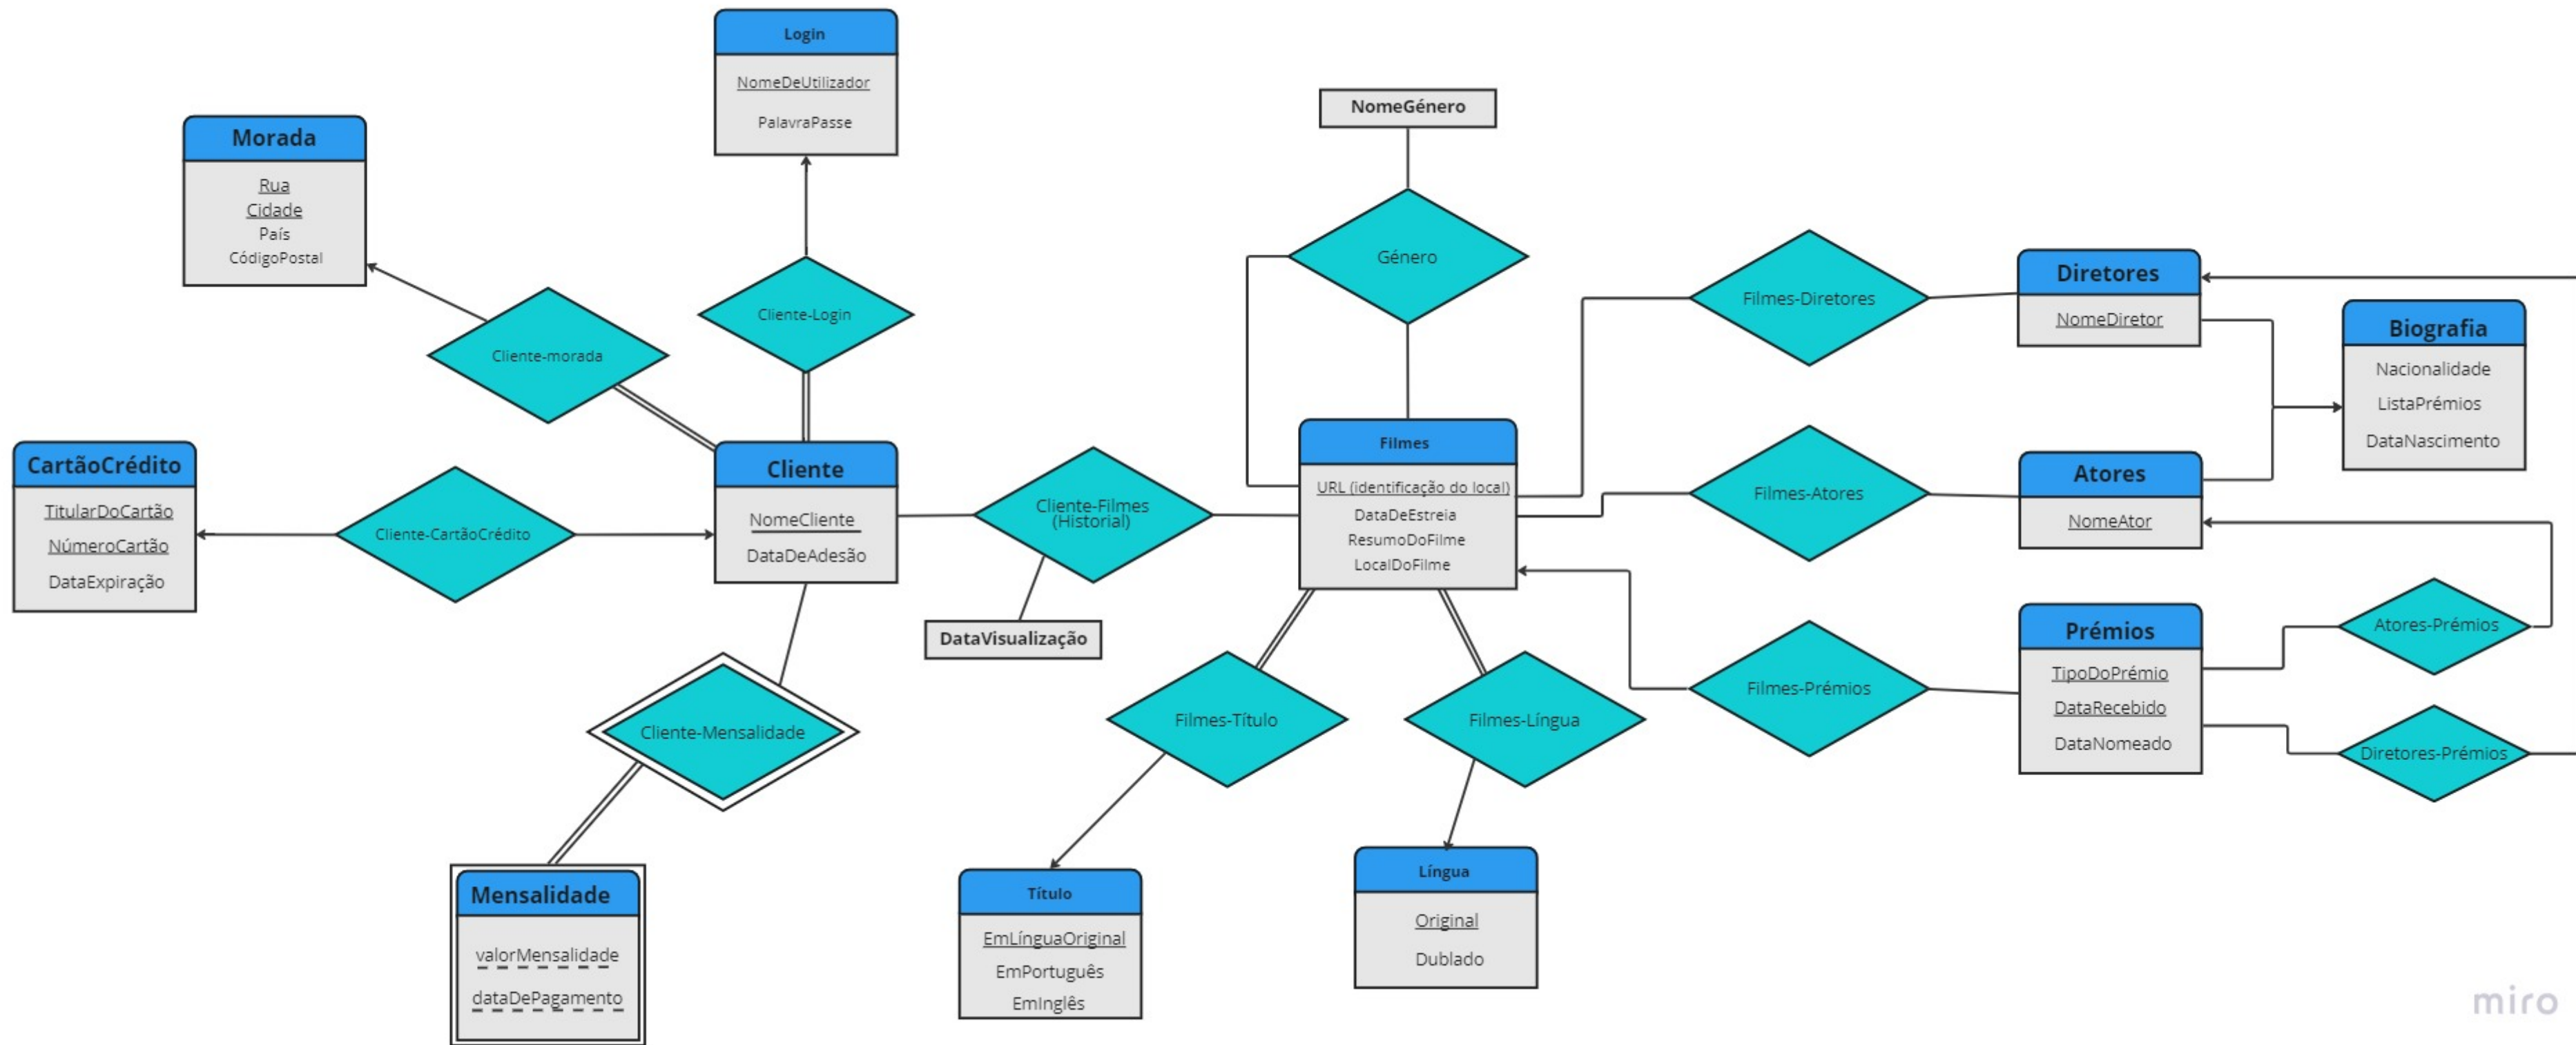 Login
NomeDeUtilizador
PalavraPasse
Morada
Rua
Cidade
País
CódigoPostal
Cliente-Login
Cliente-morada
CartãoCrédito
TitularDoCartão
NúmeroCartão
DataExpiração
Cliente-CartãoCrédito
Cliente
NomeCliente
DataDeAdesão
Cliente-Filmes
(Historial)
DataVisualização
Cliente-Mensalidade
Mensalidade
valorMensalidade
dataDePagamento
NomeGénero
Género
Filmes
URL (identificação do local)
DataDeEstreia
ResumoDoFilme
LocalDoFilme
Filmes-Título
Filmes-Língua
Título
EmLínguaOriginal
EmPortuguês
EmInglês
Língua
Original
Dublado
Filmes-Diretores
Diretores
NomeDiretor
Biografia
Nacionalidade
ListaPrémios
DataNascimento
Filmes-Atores
Atores
NomeAtor
Filmes-Prémios
Prémios
TipoDoPrémio
DataRecebido
DataNomeado
Atores-Prémios
Diretores-Prémios
miro